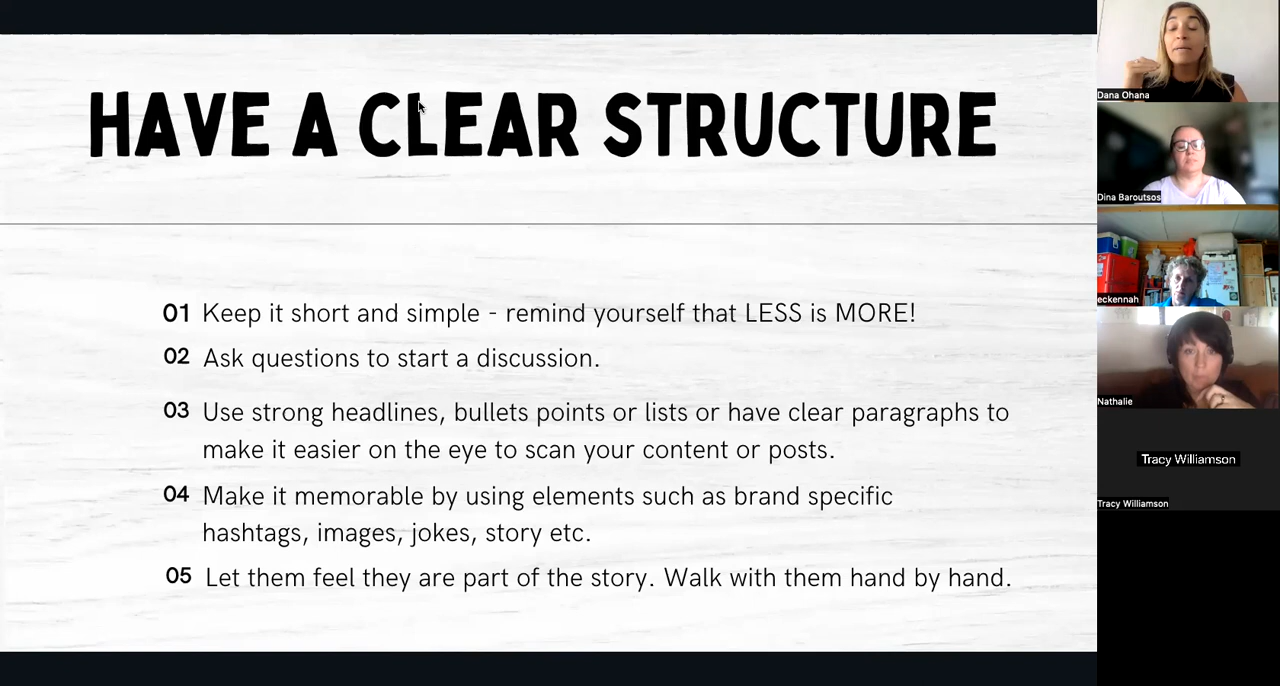 HAVE A CLEAR STRUCTURE
01 Keep it short and simple - remind yourself that LESS is MORE!
02 Ask questions to start a discussion.
03 Use strong headlines, bullets points or lists or have clear paragraphs to
make it easier on the eye to scan your content or posts.
04 Make it memorable by using elements such as brand specific
hashtags, images, jokes, story etc.
05 Let them feel they are part of the story. Walk with them hand by hand.
Dana Ohana
Dina Baroutsos
eckennah
Nathalie
Tracy Williamson
Tracy Williamson